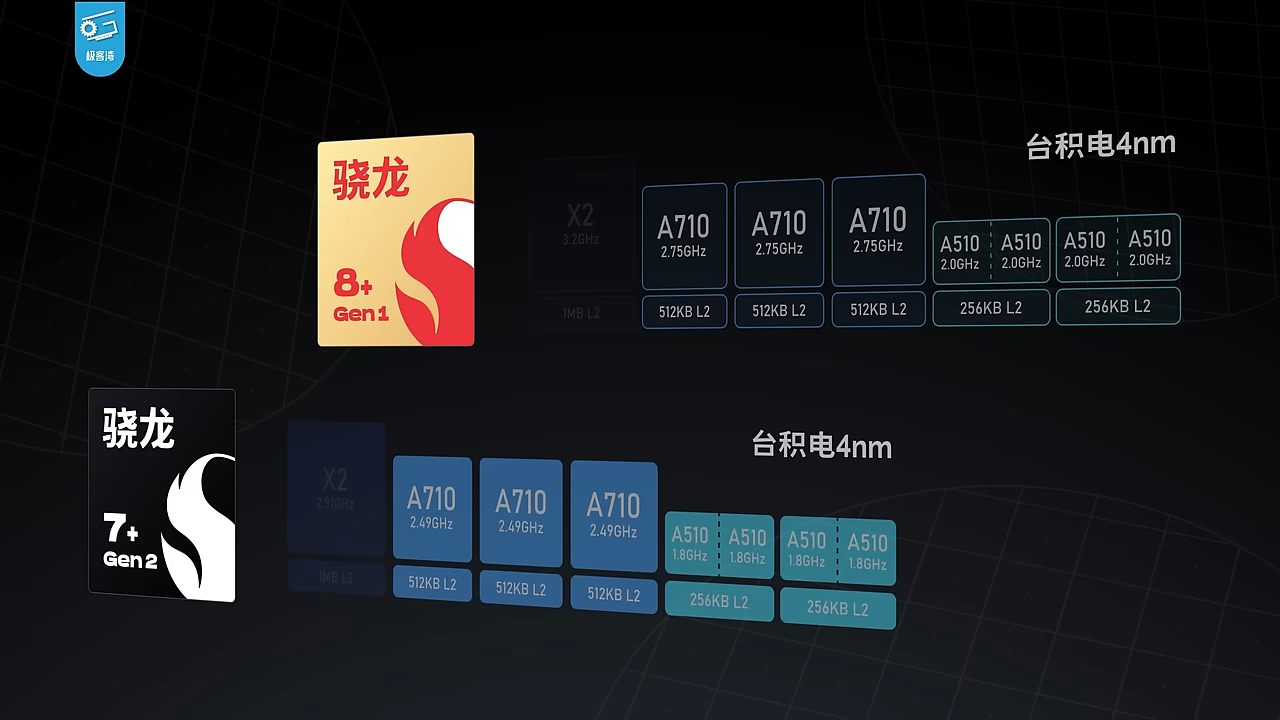 极客湾
骁龙
8+
Gen 1
台积电4nm
X2
3.2GHz
1MB L2
A710
2.75GHz
512KB L2
A710
2.75GHz
512KB L2
A710
2.75GHz
512KB L2
A510
2.0GHz
A510
2.0GHz
256KB L2
A510
2.0GHz
A510
2.0GHz
256KB L2
骁龙
7+
Gen 2
台积电4nm
X2
2.91GHz
1MB L2
A710
2.49GHz
512KB L2
A710
2.49GHz
512KB L2
A710
2.49GHz
512KB L2
A510
1.8GHz
A510
1.8GHz
256KB L2
A510
1.8GHz
A510
1.8GHz
256KB L2